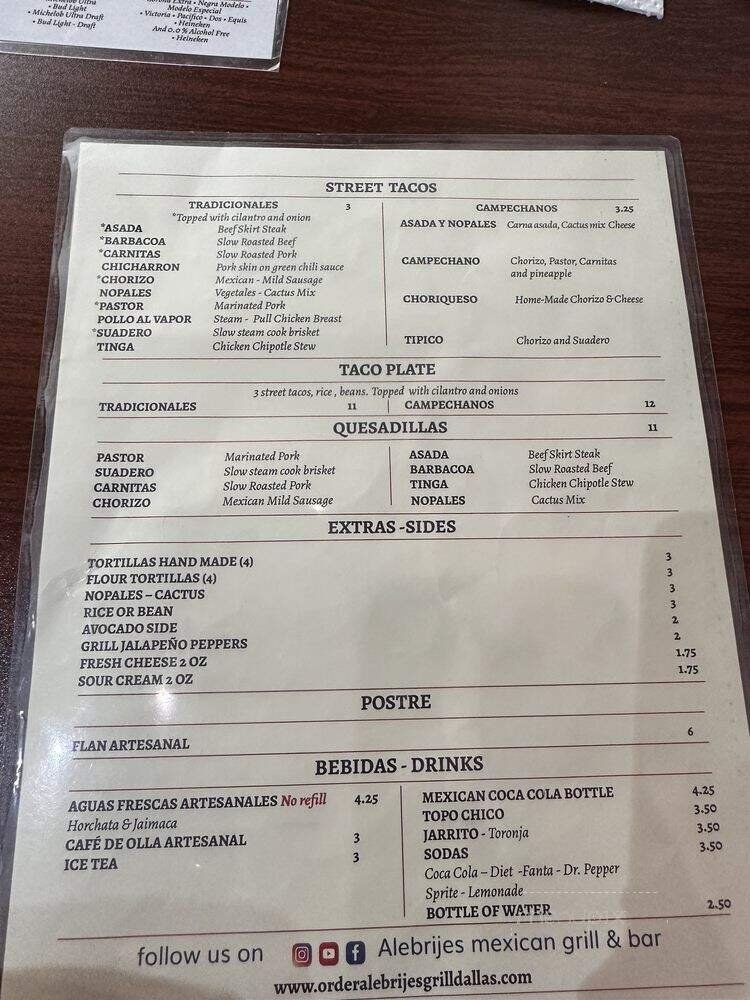 • Bud Light
• Michelob Ultra Draft
• Bud Light - Draft
Modelo Especial
• Victoria • Pacifico • Dos • Equis
• Heineken
And 0.0 % Alcohol Free
• Heineken
STREET TACOS
TRADICIONALES 3
*Topped with cilantro and onion
*ASADA Beef Skirt Steak
*BARBACOA Slow Roasted Beef
*CARNITAS Slow Roasted Pork
CHICHARRON Pork skin on green chili sauce
*CHORIZO Mexican - Mild Sausage
NOPALES Vegetales - Cactus Mix
*PASTOR Marinated Pork
POLLO AL VAPOR Steam - Pull Chicken Breast
*SUADERO Slow steam cook brisket
TINGA Chicken Chipotle Stew
CAMPECHANOS 3.25
ASADA Y NOPALES Carna asada, Cactus mix Cheese
CAMPECHANO Chorizo, Pastor, Carnitas
and pineapple
CHORIQUESO Home-Made Chorizo & Cheese
TIPICO Chorizo and Suadero
TACO PLATE
3 street tacos, rice , beans. Topped with cilantro and onions
TRADICIONALES 11 CAMPECHANOS 12
QUESADILLAS 11
PASTOR Marinated Pork
SUADERO Slow steam cook brisket
CARNITAS Slow Roasted Pork
CHORIZO Mexican Mild Sausage
ASADA Beef Skirt Steak
BARBACOA Slow Roasted Beef
TINGA Chicken Chipotle Stew
NOPALES Cactus Mix
EXTRAS -SIDES
TORTILLAS HAND MADE (4) 3
FLOUR TORTILLAS (4) 3
NOPALES – CACTUS 3
RICE OR BEAN 3
AVOCADO SIDE 2
GRILL JALAPEÑO PEPPERS 2
FRESH CHEESE 2 OZ 1.75
SOUR CREAM 2 OZ 1.75
POSTRE
FLAN ARTESANAL 6
BEBIDAS - DRINKS
AGUAS FRESCAS ARTESANALES No refill 4.25
Horchata & Jaimaca
CAFÉ DE OLLA ARTESANAL 3
ICE TEA 3
MEXICAN COCA COLA BOTTLE 4.25
TOPO CHICO 3.50
JARRITO - Toronja 3.50
SODAS 3.50
Coca Cola – Diet -Fanta - Dr. Pepper
Sprite - Lemonade
BOTTLE OF WATER 2.50
follow us on Alebrijes mexican grill & bar
www.orderalebrijesgrilldallas.com